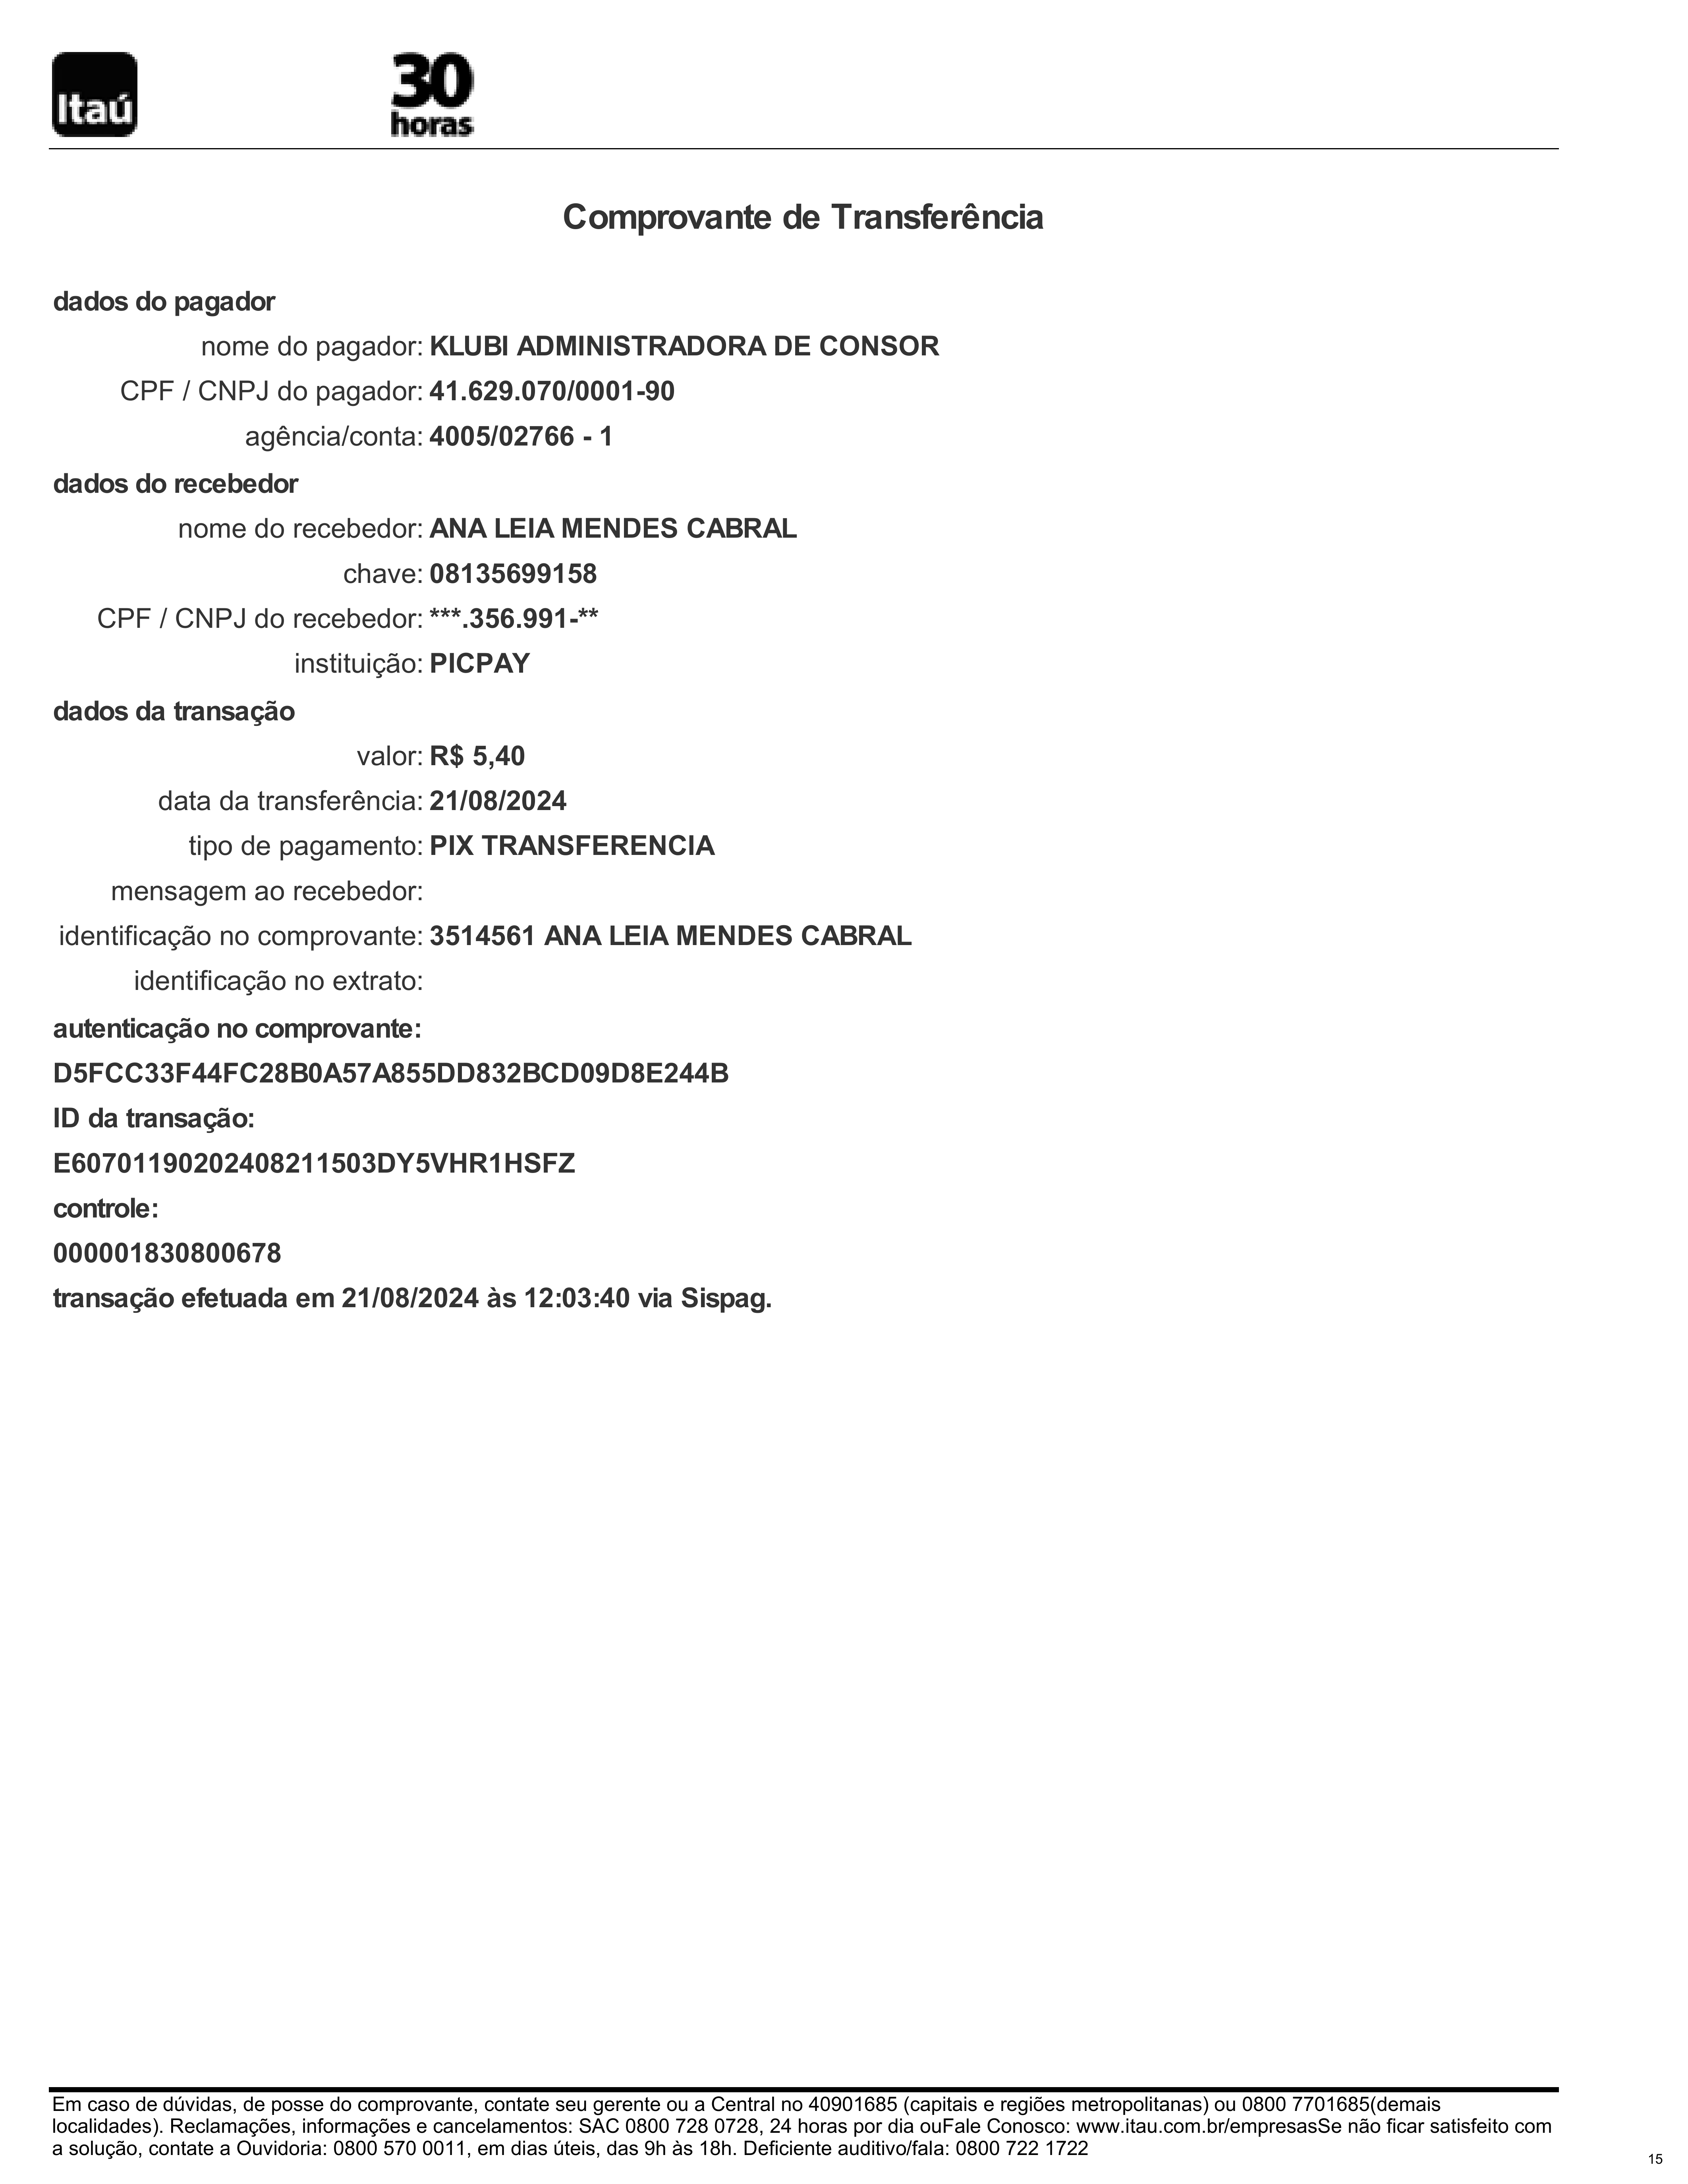 Itaú
30
horas
Comprovante de Transferência
dados do pagador
nome do pagador: KLUBI ADMINISTRADORA DE CONSOR
CPF / CNPJ do pagador: 41.629.070/0001-90
agência/conta: 4005/02766 - 1
dados do recebedor
nome do recebedor: ANA LEIA MENDES CABRAL
chave: 08135699158
CPF / CNPJ do recebedor: ***.356.991-**
instituição: PICPAY
dados da transação
valor: R$ 5,40
data da transferência: 21/08/2024
tipo de pagamento: PIX TRANSFERENCIA
mensagem ao recebedor:
identificação no comprovante: 3514561 ANA LEIA MENDES CABRAL
identificação no extrato:
autenticação no comprovante:
D5FCC33F44FC28B0A57A855DD832BCD09D8E244B
ID da transação:
E60701190202408211503DY5VHR1HSFZ
controle:
000001830800678
transação efetuada em 21/08/2024 às 12:03:40 via Sispag.
Em caso de dúvidas, de posse do comprovante, contate seu gerente ou a Central no 40901685 (capitais e regiões metropolitanas) ou 0800 7701685(demais
localidades). Reclamações, informações e cancelamentos: SAC 0800 728 0728, 24 horas por dia ouFale Conosco: www.itau.com.br/empresasSe não ficar satisfeito com
a solução, contate a Ouvidoria: 0800 570 0011, em dias úteis, das 9h às 18h. Deficiente auditivo/fala: 0800 722 1722
15